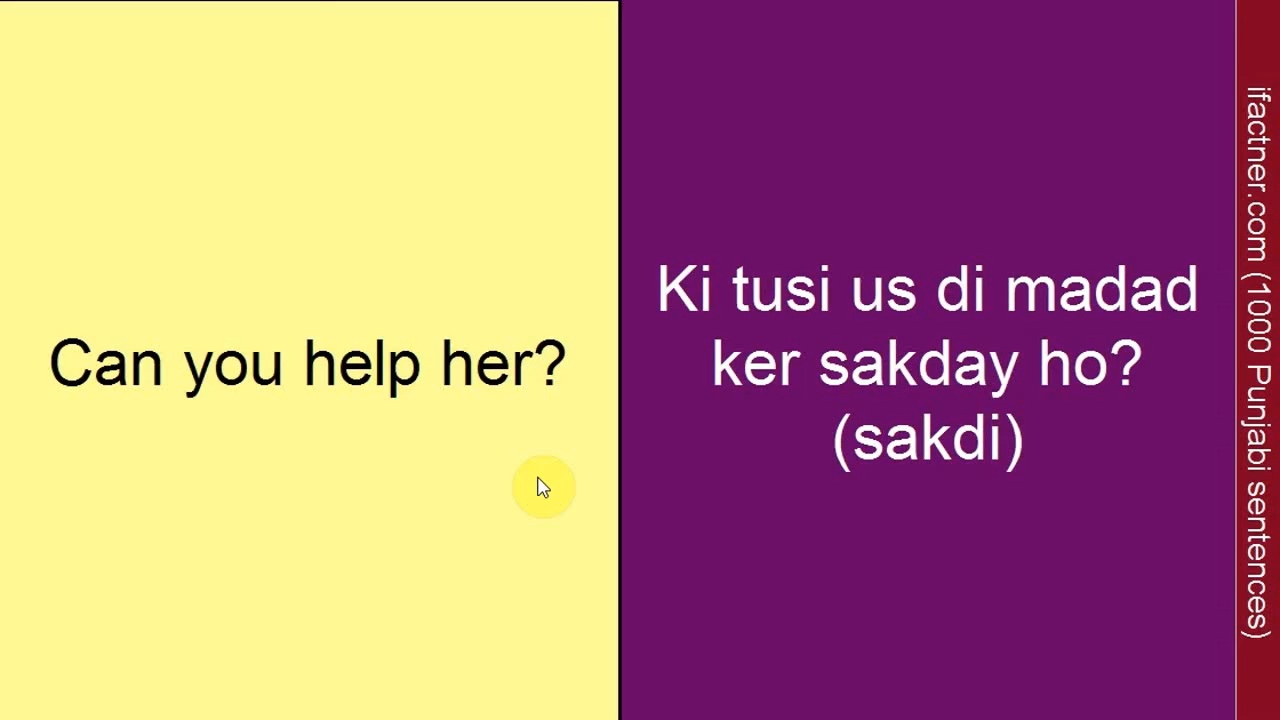 Can you help her?
Ki tusi us di madad
ker sakday ho?
(sakdi)
ifactner.com (1000 Punjabi sentences)